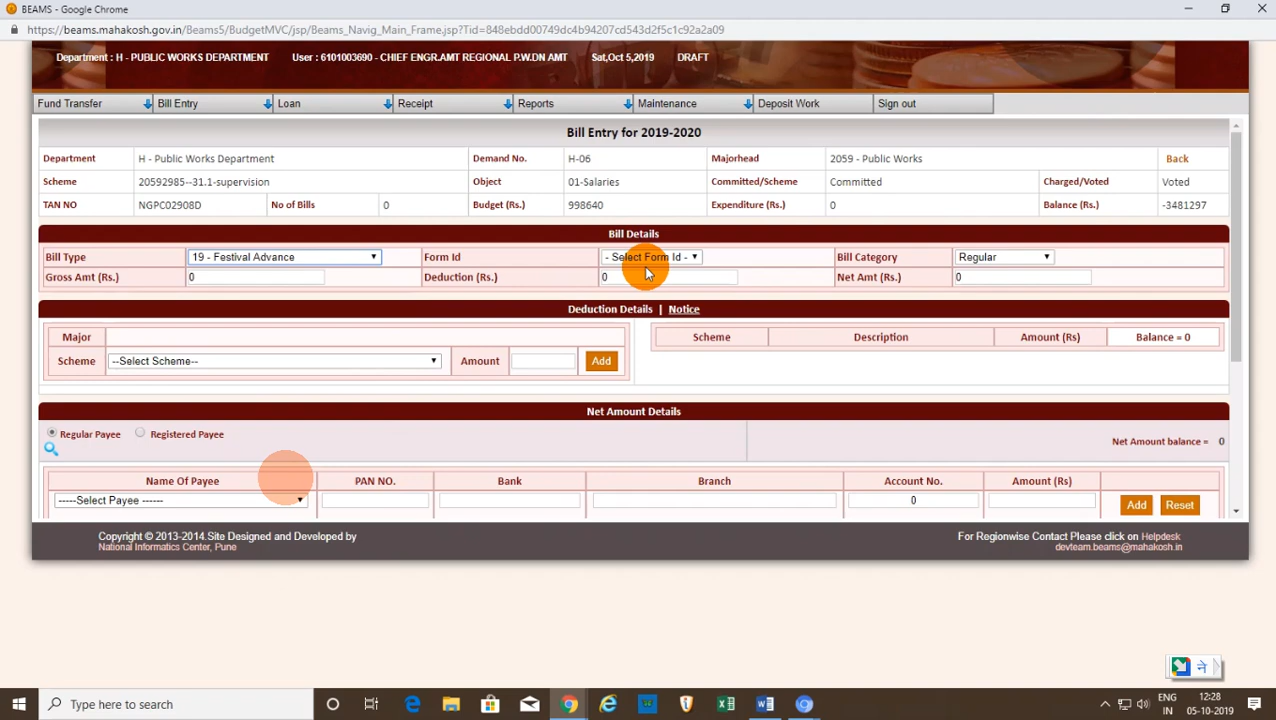 BEAMS - Google Chrome
https://beams.mahakosh.gov.in/Beams5/BudgetMVC/jsp/Beams_Navig_Main_Frame.jsp?Tid=848ebdd00749dc4b94207cd543d2f5c1c92a2a09
Department : H - PUBLIC WORKS DEPARTMENT User : 6101003690 - CHIEF ENGR.AMT REGIONAL P.W.DN AMT Sat,Oct 5,2019 DRAFT
Fund Transfer Bill Entry Loan Receipt Reports Maintenance Deposit Work Sign out
Bill Entry for 2019-2020
Department H - Public Works Department Demand No. H-06 Majorhead 2059 - Public Works Back
Scheme 20592985--31.1-supervision Object 01-Salaries Committed/Scheme Committed Charged/Voted Voted
TAN NO NGPC02908D No of Bills 0 Budget (Rs.) 998640 Expenditure (Rs.) 0 Balance (Rs.) -3481297
Bill Details
Bill Type 19 - Festival Advance Form Id - Select Form Id - Bill Category Regular
Gross Amt (Rs.) 0 Deduction (Rs.) 0 Net Amt (Rs.) 0
Deduction Details | Notice
Major Scheme Description Amount (Rs) Balance = 0
Scheme --Select Scheme-- Amount Add
Net Amount Details
Regular Payee Registered Payee
Net Amount balance = 0
Name Of Payee PAN NO. Bank Branch Account No. Amount (Rs)
-----Select Payee ------ 0 Add Reset
Copyright © 2013-2014.Site Designed and Developed by For Regionwise Contact Please click on Helpdesk
National Informatics Center, Pune devteam.beams@mahakosh.in
ने
Type here to search
ENG 12:28
IN 05-10-2019